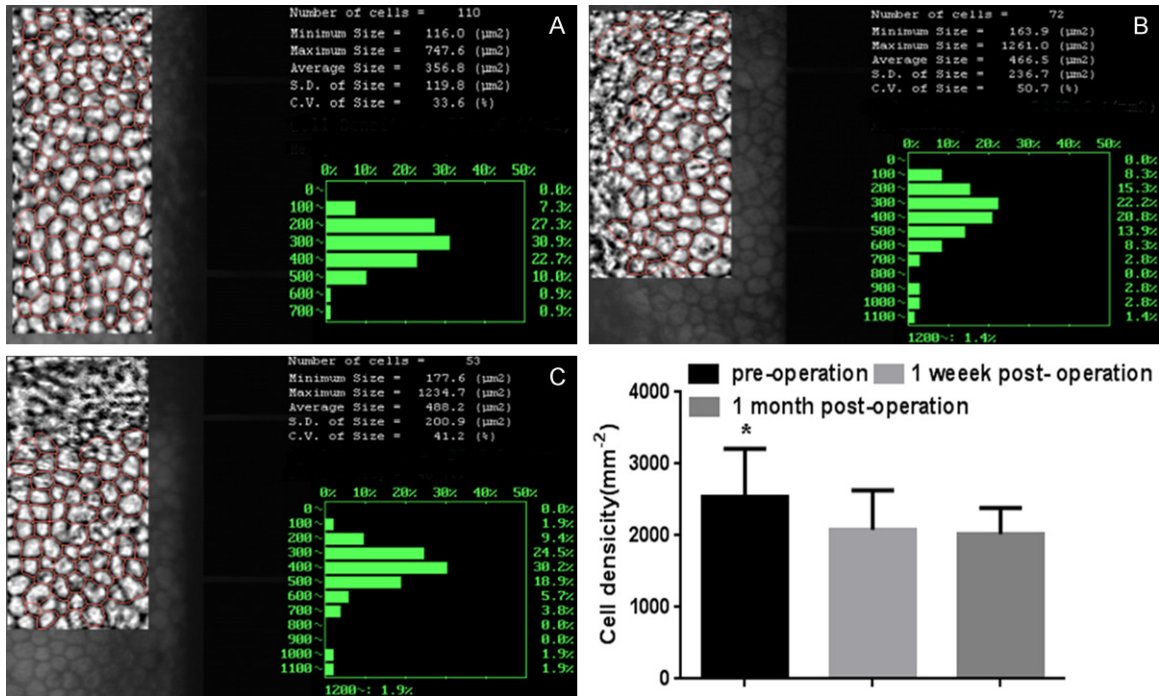 A
Number of cells = 110
Minimum Size = 116.0 (µm2)
Maximum Size = 747.6 (µm2)
Average Size = 356.8 (µm2)
S.D. of Size = 119.8 (µm2)
C.V. of Size = 33.6 (%)
0% 10% 20% 30% 40% 50%
0~ 0.0%
100~ 7.3%
200~ 27.3%
300~ 30.9%
400~ 22.7%
500~ 10.0%
600~ 0.9%
700~ 0.9%
B
Number of cells = 72
Minimum Size = 163.9 (µm2)
Maximum Size = 1261.0 (µm2)
Average Size = 466.5 (µm2)
S.D. of Size = 236.7 (µm2)
C.V. of Size = 50.7 (%)
0% 10% 20% 30% 40% 50%
0~ 0.0%
100~ 8.3%
200~ 15.3%
300~ 22.2%
400~ 20.8%
500~ 13.9%
600~ 8.3%
700~ 2.8%
800~ 0.0%
900~ 2.8%
1000~ 2.8%
1100~ 1.4%
1200~: 1.4%
C
Number of cells = 53
Minimum Size = 177.6 (µm2)
Maximum Size = 1234.7 (µm2)
Average Size = 488.2 (µm2)
S.D. of Size = 200.9 (µm2)
C.V. of Size = 41.2 (%)
0% 10% 20% 30% 40% 50%
0~ 0.0%
100~ 1.9%
200~ 9.4%
300~ 24.5%
400~ 30.2%
500~ 18.9%
600~ 5.7%
700~ 3.8%
800~ 0.0%
900~ 0.0%
1000~ 1.9%
1100~ 1.9%
1200~: 1.9%
pre-operation 1 weeek post- operation
1 month post-operation
*
Cell densicity(mm⁻²)
4000
3000
2000
1000
0